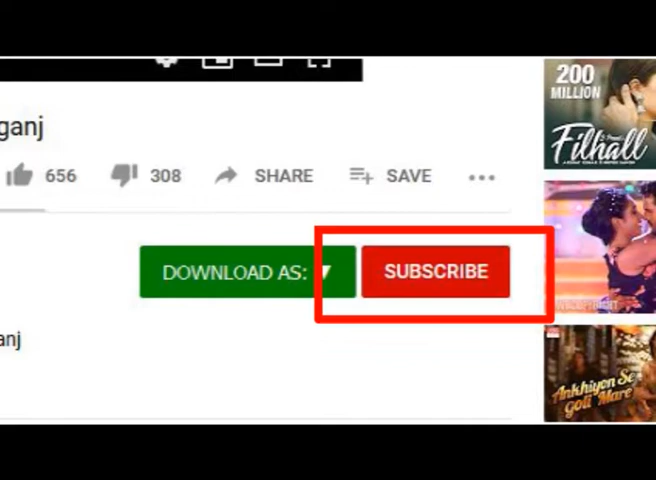 200
MILLION
Filhall
ganj
656 308 SHARE SAVE
DOWNLOAD AS: ▼ SUBSCRIBE
anj
Ankhiyon Se
Goli Mare